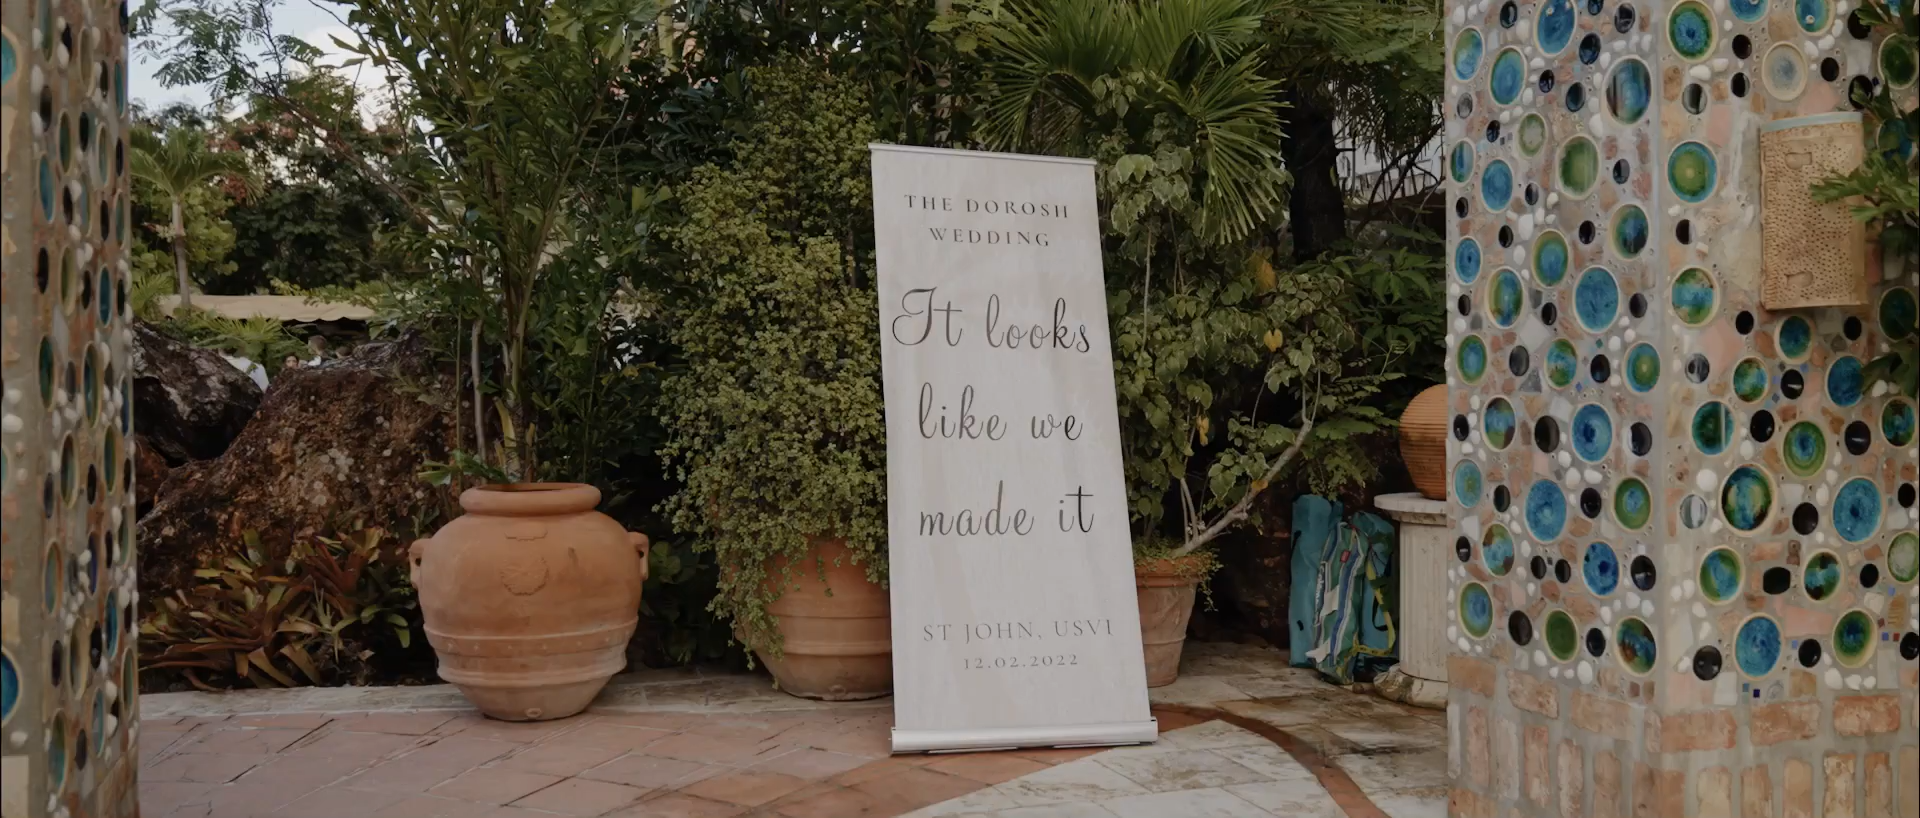 THE DOROSH
WEDDING
It looks
like we
made it
ST JOHN, USVI
12.02.2022